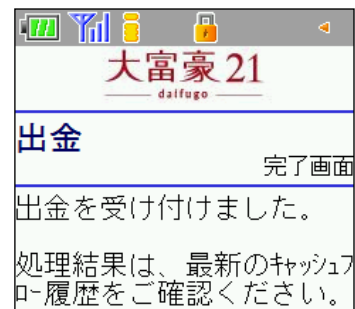 大富豪21
daifugo
出金
完了画面
出金を受け付けました。
処理結果は、最新のｷｬｯｼｭﾌ
ﾛｰ履歴をご確認ください。